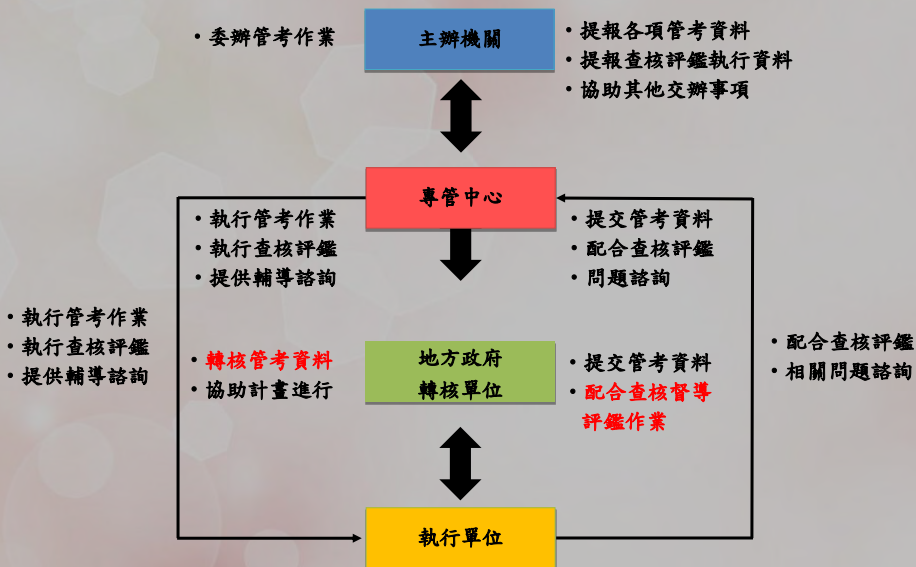 ・委辦管考作業
主辦機關
・提報各項管考資料
・提報查核評鑑執行資料
・協助其他交辦事項
專管中心
・執行管考作業
・執行查核評鑑
・提供輔導諮詢
・提交管考資料
・配合查核評鑑
・問題諮詢
・執行管考作業
・執行查核評鑑
・提供輔導諮詢
・轉核管考資料
・協助計畫進行
地方政府
轉核單位
・提交管考資料
・配合查核督導
評鑑作業
・配合查核評鑑
・相關問題諮詢
執行單位